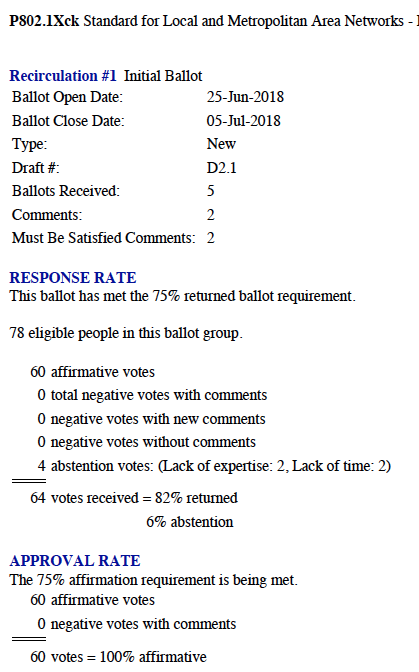 P802.1Xck Standard for Local and Metropolitan Area Networks -
Recirculation #1 Initial Ballot
Ballot Open Date: 25-Jun-2018
Ballot Close Date: 05-Jul-2018
Type: New
Draft #: D2.1
Ballots Received: 5
Comments: 2
Must Be Satisfied Comments: 2
RESPONSE RATE
This ballot has met the 75% returned ballot requirement.
78 eligible people in this ballot group.
60 affirmative votes
0 total negative votes with comments
0 negative votes with new comments
0 negative votes without comments
4 abstention votes: (Lack of expertise: 2, Lack of time: 2)
64 votes received = 82% returned
6% abstention
APPROVAL RATE
The 75% affirmation requirement is being met.
60 affirmative votes
0 negative votes with comments
60 votes = 100% affirmative